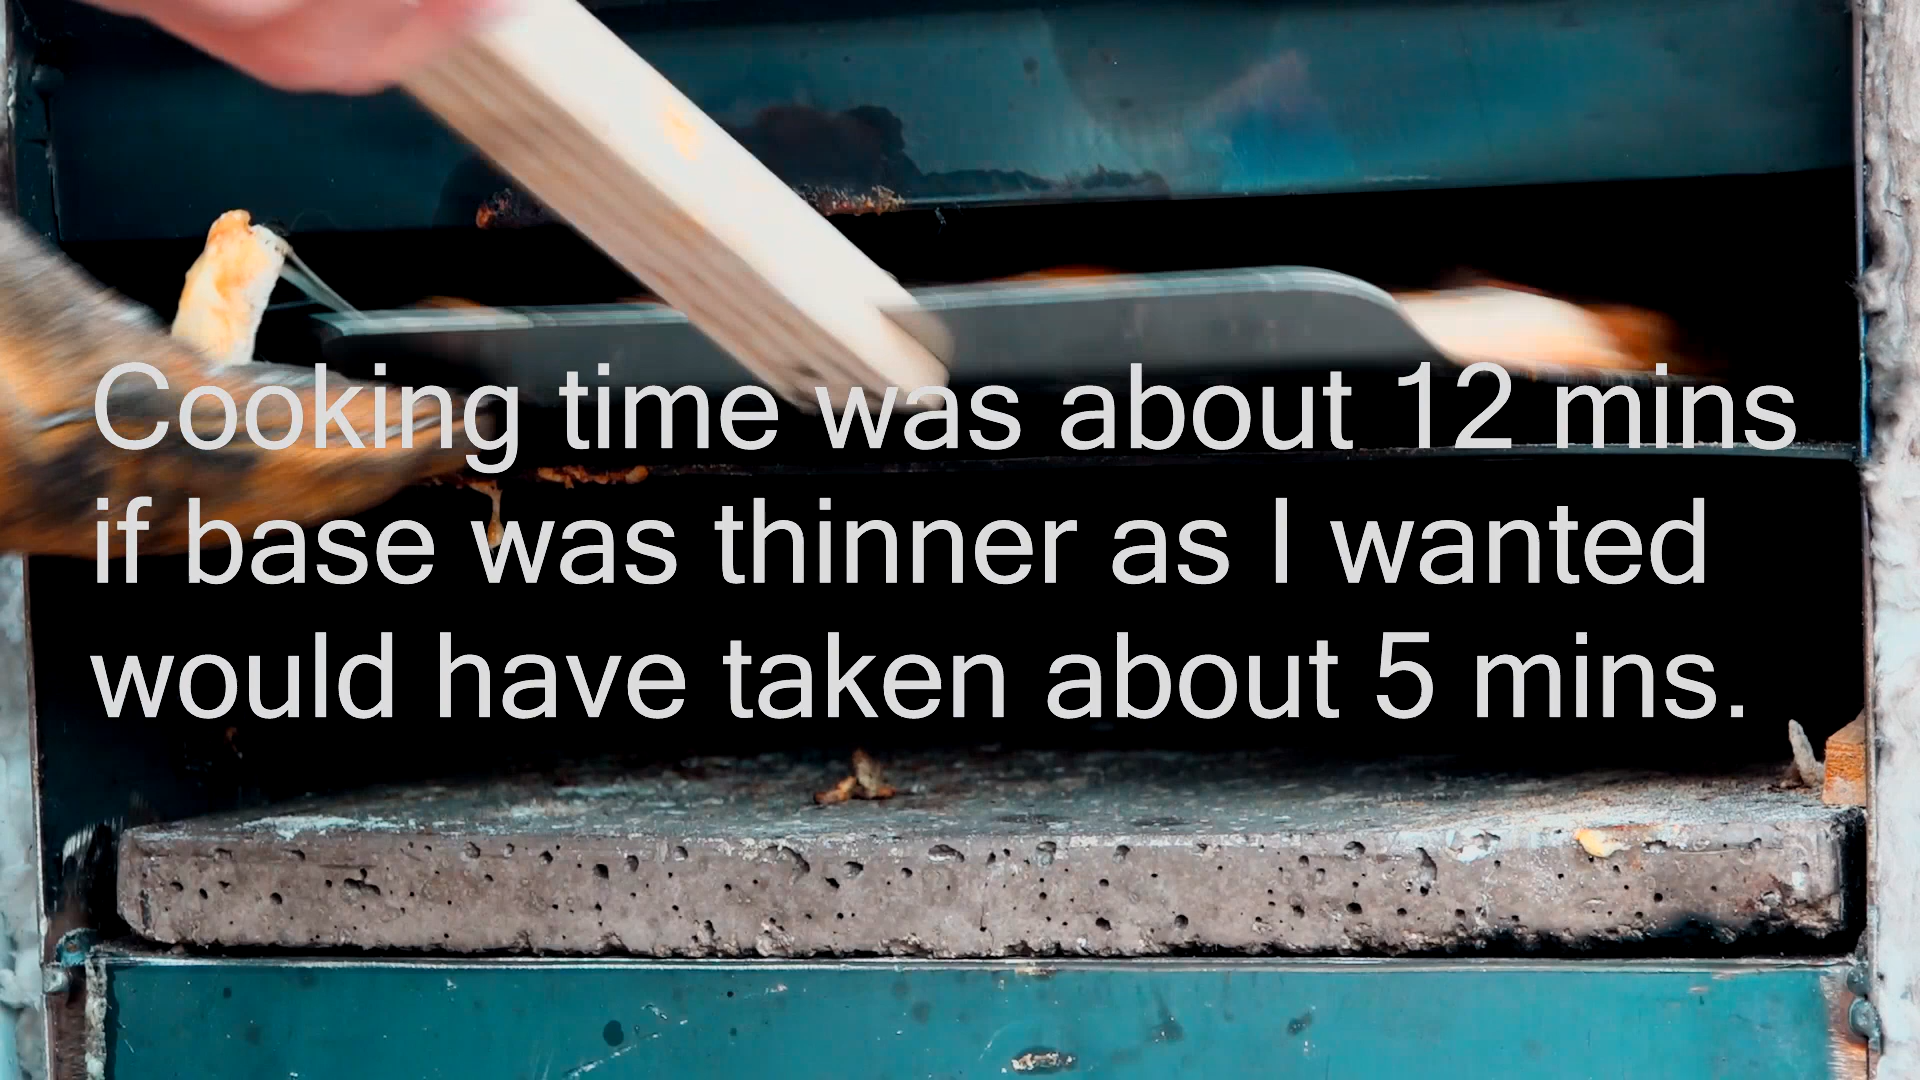 Cooking time was about 12 mins
if base was thinner as I wanted
would have taken about 5 mins.